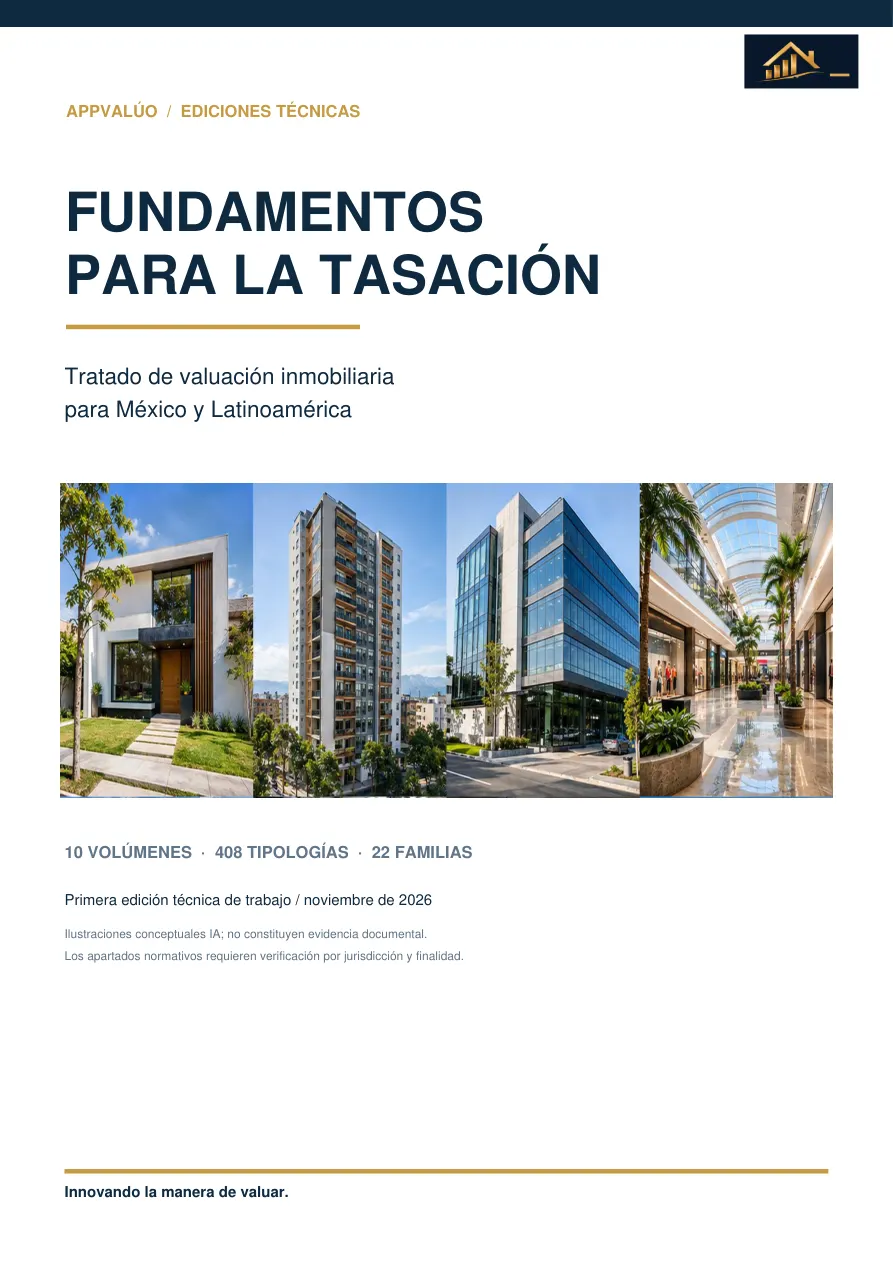 APPVALÚO / EDICIONES TÉCNICAS
FUNDAMENTOS
PARA LA TASACIÓN
Tratado de valuación inmobiliaria
para México y Latinoamérica
10 VOLÚMENES · 408 TIPOLOGÍAS · 22 FAMILIAS
Primera edición técnica de trabajo / noviembre de 2026
Ilustraciones conceptuales IA; no constituyen evidencia documental.
Los apartados normativos requieren verificación por jurisdicción y finalidad.
Innovando la manera de valuar.